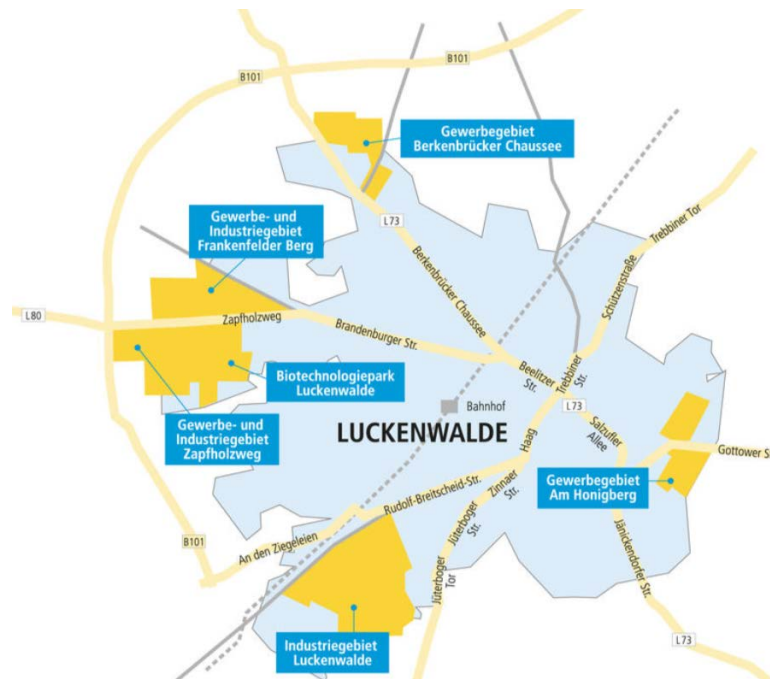 B101
B101
Gewerbegebiet
Berkenbrücker Chaussee
Gewerbe- und
Industriegebiet
Frankenfelder Berg
L73
Trebbiner Tor
Berkenbrücker Chaussee
Schützenstraße
L80
Zapfholzweg
Brandenburger Str.
Beelitzer
Str.
Trebbiner
Str.
Biotechnologiepark
Luckenwalde
Bahnhof
L73
LUCKENWALDE
Gewerbe- und
Industriegebiet
Zapfholzweg
Haag
Salzufler
Allee
Gottower S
Gewerbegebiet
Am Honigberg
Rudolf-Breitscheid-Str.
Zinnaer
Str.
Jüterboger
Str.
B101
An den Ziegeleien
Jänickendorfer Str.
Jüterboger
Tor
Industriegebiet
Luckenwalde
L73